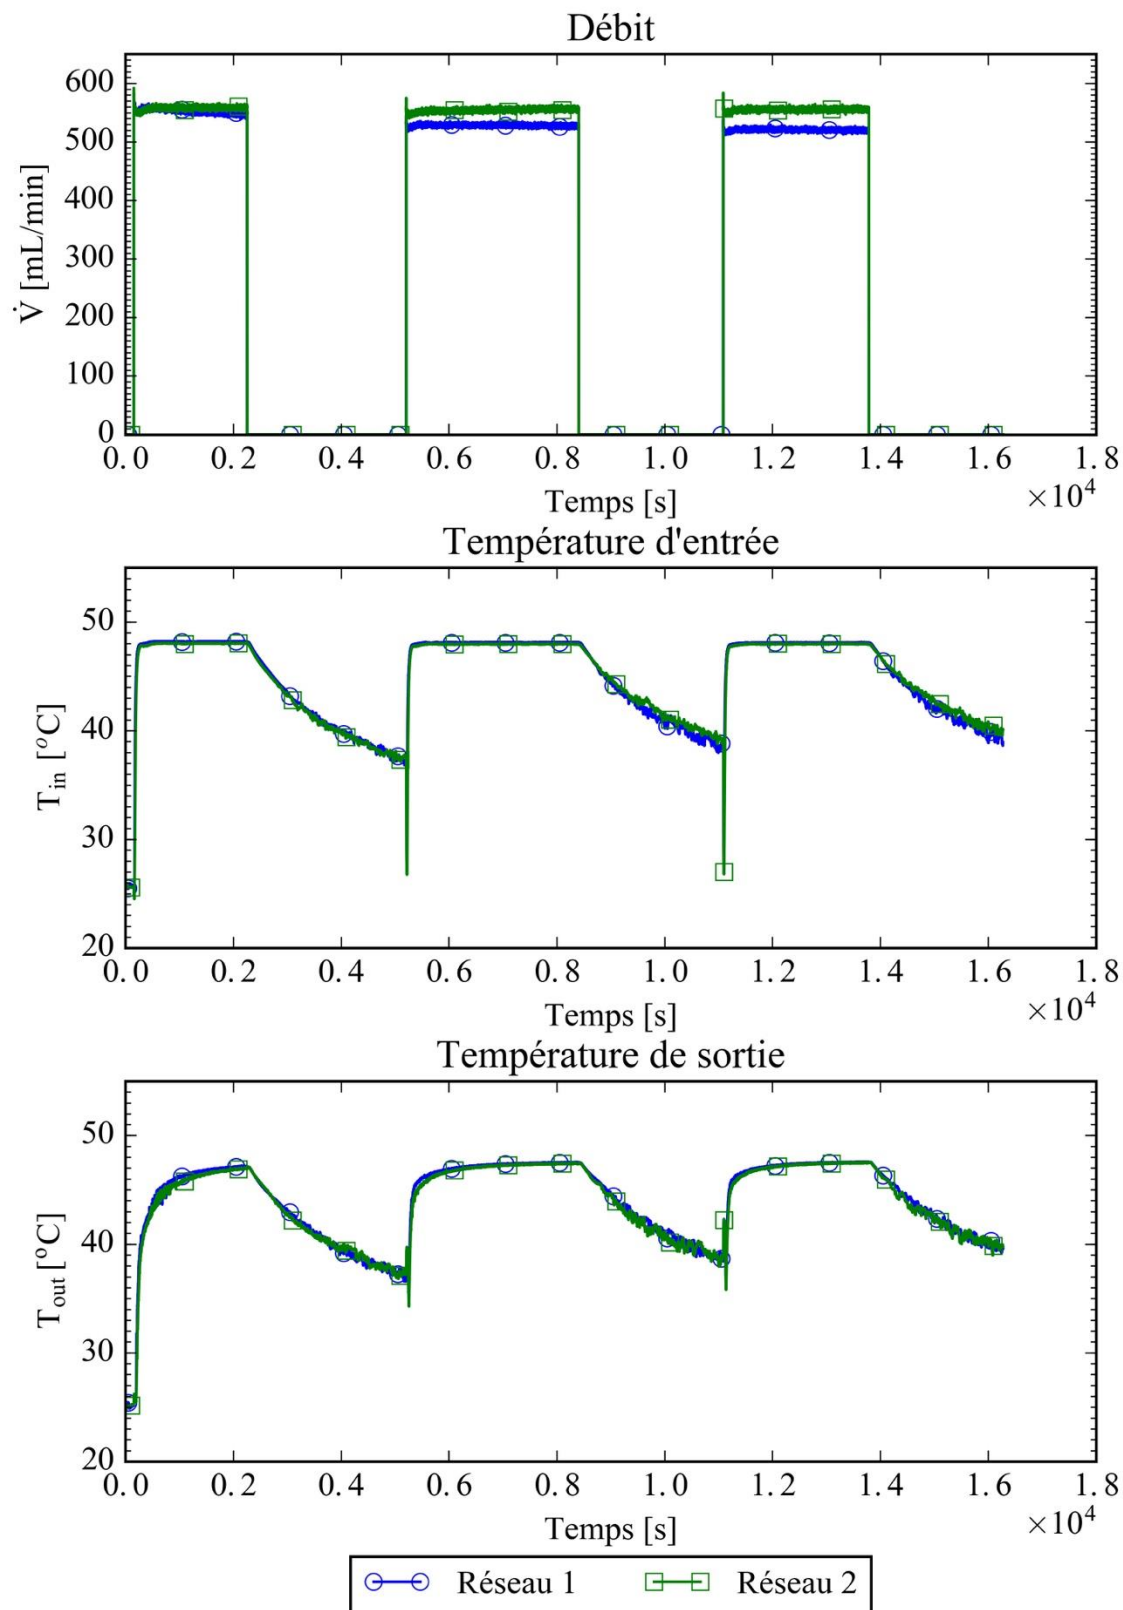 Débit
600
500
400
300
200
100
0
V̇ [mL/min]
0.0 0.2 0.4 0.6 0.8 1.0 1.2 1.4 1.6 1.8
×10⁴
Temps [s]
Température d'entrée
50
40
30
20
T_in [°C]
0.0 0.2 0.4 0.6 0.8 1.0 1.2 1.4 1.6 1.8
×10⁴
Temps [s]
Température de sortie
50
40
30
20
T_out [°C]
0.0 0.2 0.4 0.6 0.8 1.0 1.2 1.4 1.6 1.8
×10⁴
Temps [s]
Réseau 1 Réseau 2